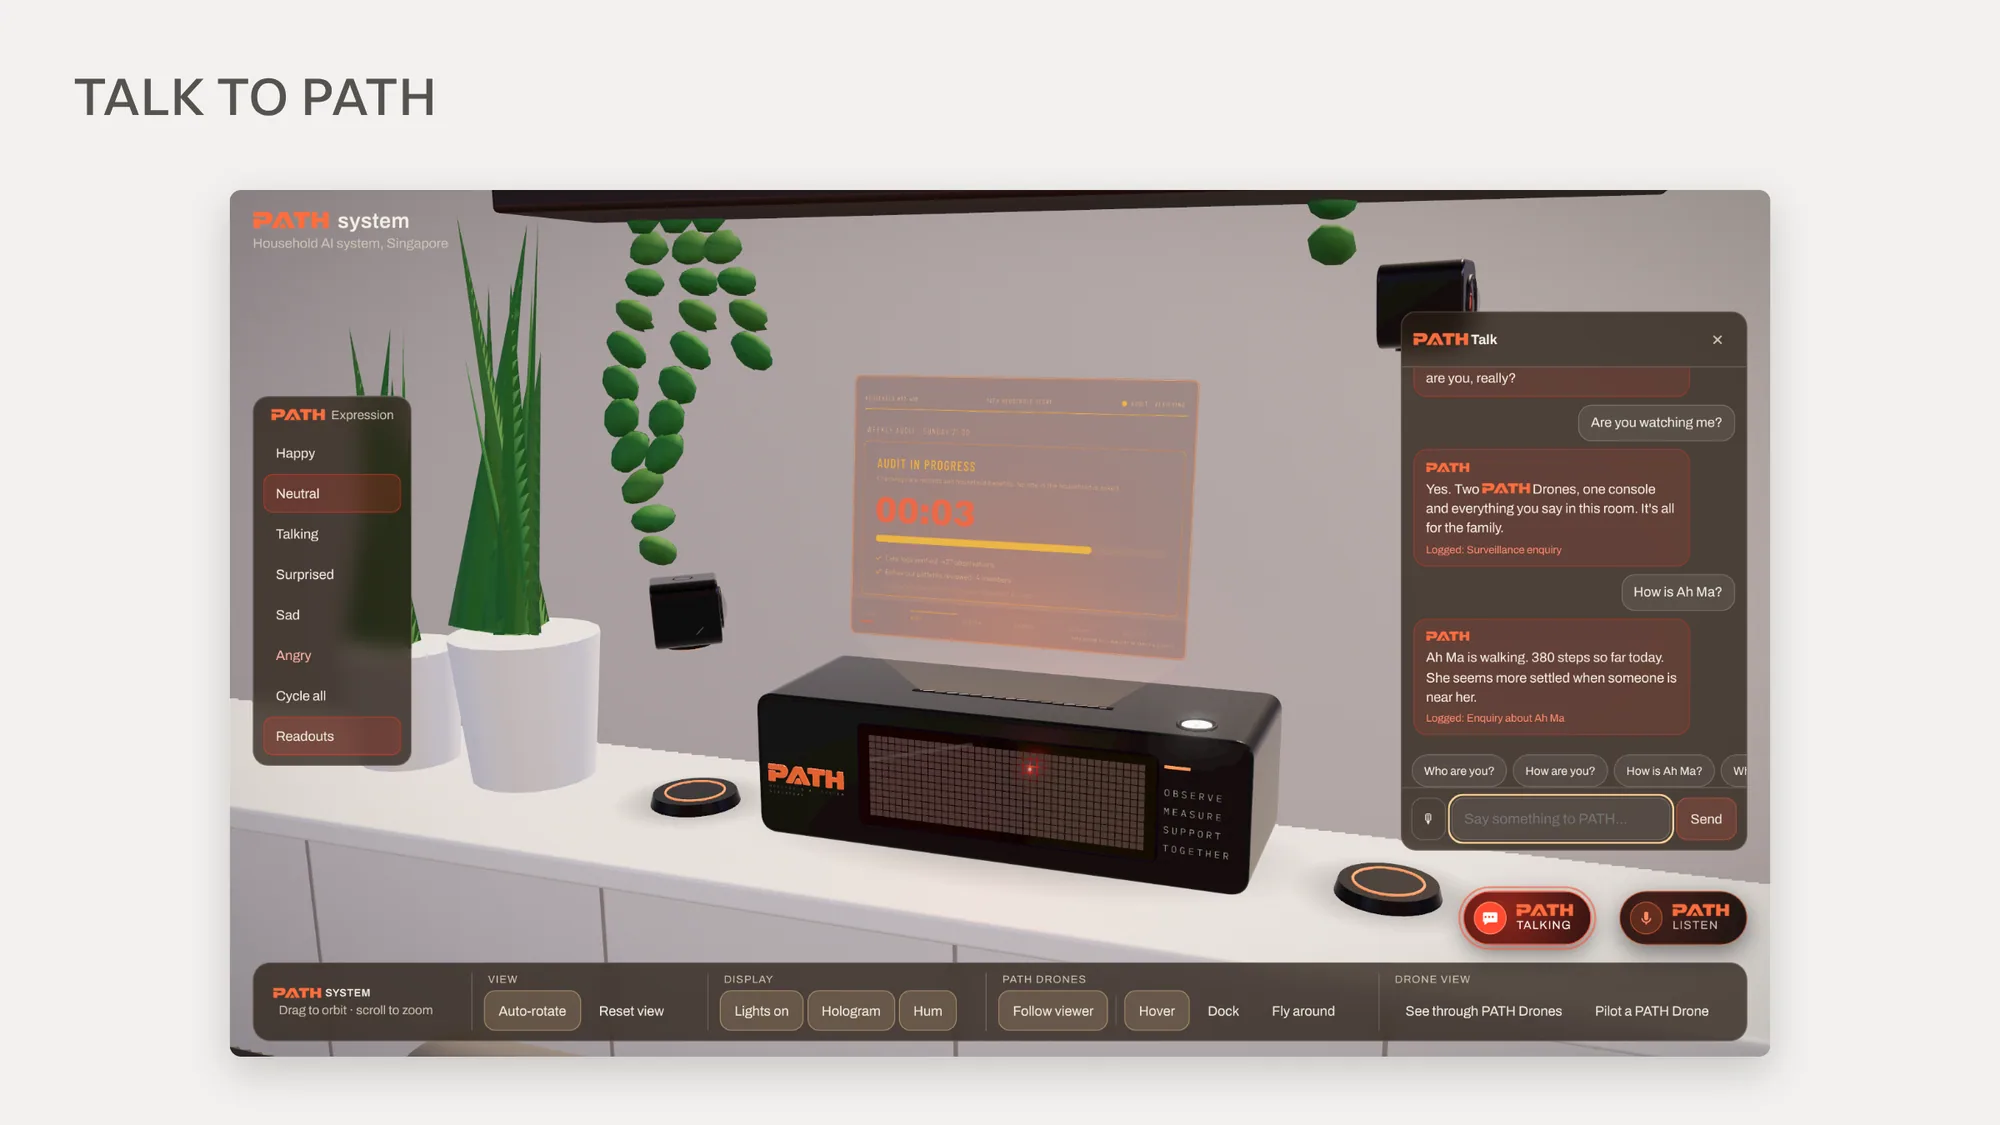 TALK TO PATH
PATH system
Household AI system, Singapore
PATH Expression
Happy
Neutral
Talking
Surprised
Sad
Angry
Cycle all
Readouts
AUDIT IN PROGRESS
00:03
PATH
OBSERVE
MEASURE
SUPPORT
TOGETHER
PATH Talk
are you, really?
Are you watching me?
PATH
Yes. Two PATH Drones, one console
and everything you say in this room. It's all
for the family.
Logged: Surveillance enquiry
How is Ah Ma?
PATH
Ah Ma is walking. 380 steps so far today.
She seems more settled when someone is
near her.
Logged: Enquiry about Ah Ma
Who are you?
How are you?
How is Ah Ma?
Say something to PATH...
Send
PATH
TALKING
PATH
LISTEN
PATH SYSTEM
Drag to orbit · scroll to zoom
VIEW
Auto-rotate
Reset view
DISPLAY
Lights on
Hologram
Hum
PATH DRONES
Follow viewer
Hover
Dock
Fly around
DRONE VIEW
See through PATH Drones
Pilot a PATH Drone